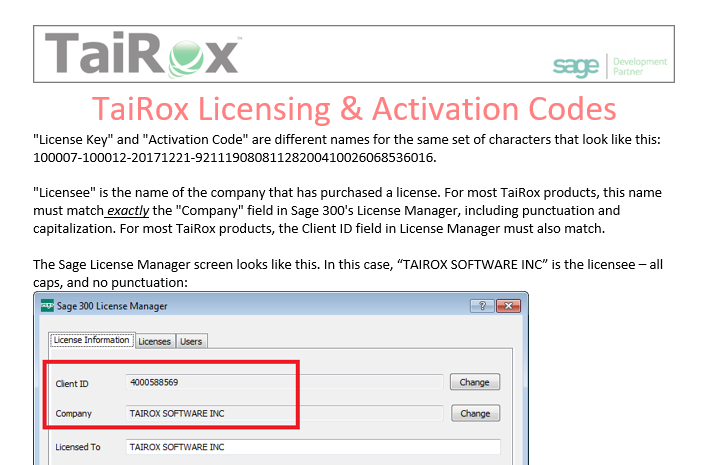 TaiRox™
sage Development
Partner
TaiRox Licensing & Activation Codes
"License Key" and "Activation Code" are different names for the same set of characters that look like this:
100007-100012-20171221-92111908081128200410026068536016.
"Licensee" is the name of the company that has purchased a license. For most TaiRox products, this name
must match exactly the "Company" field in Sage 300's License Manager, including punctuation and
capitalization. For most TaiRox products, the Client ID field in License Manager must also match.
The Sage License Manager screen looks like this. In this case, “TAIROX SOFTWARE INC” is the licensee – all
caps, and no punctuation:
sage Sage 300 License Manager
License Information Licenses Users
Client ID 4000588569 Change
Company TAIROX SOFTWARE INC Change
Licensed To TAIROX SOFTWARE INC